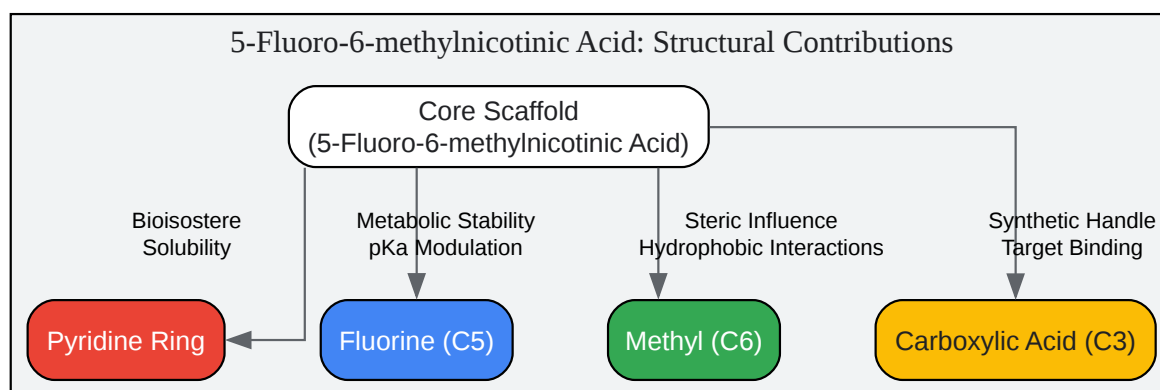 5-Fluoro-6-methylnicotinic Acid: Structural Contributions
Core Scaffold
(5-Fluoro-6-methylnicotinic Acid)
Bioisostere
Solubility
Metabolic Stability
pKa Modulation
Steric Influence
Hydrophobic Interactions
Synthetic Handle
Target Binding
Pyridine Ring
Fluorine (C5)
Methyl (C6)
Carboxylic Acid (C3)